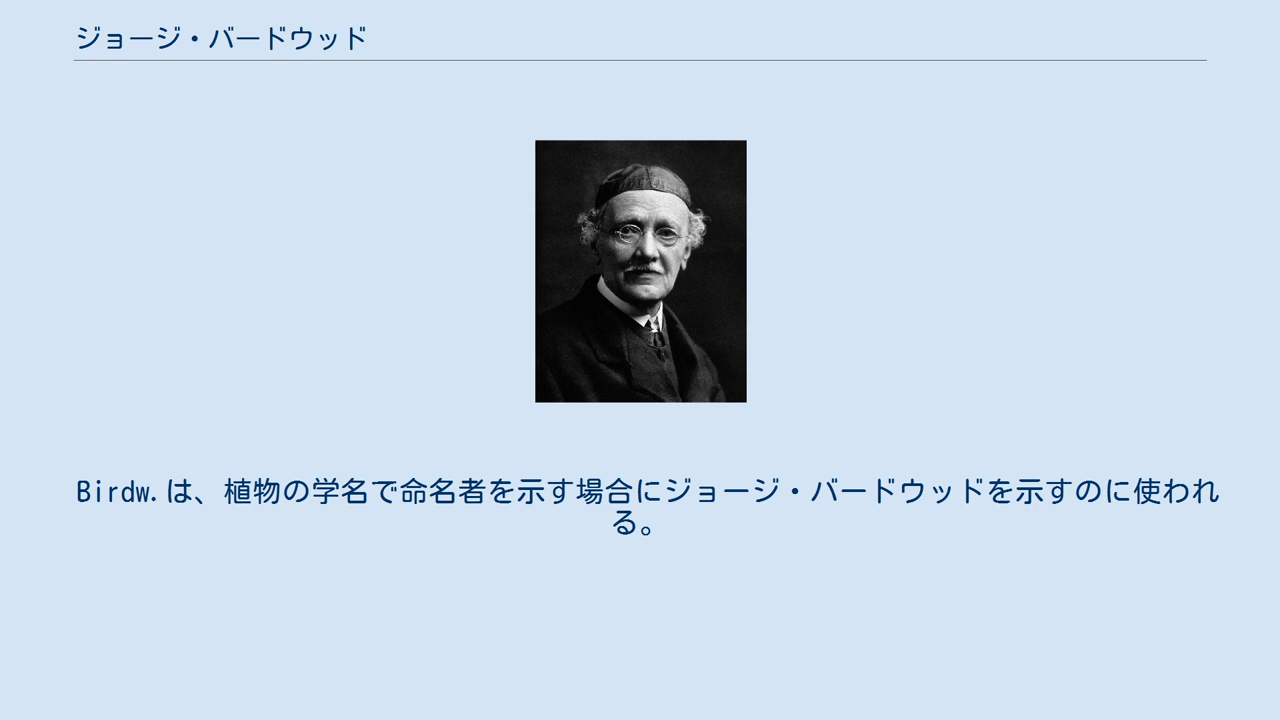 ジョージ・バードウッド
Birdw. は、植物の学名で命名者を示す場合にジョージ・バードウッドを示すのに使われ
る。